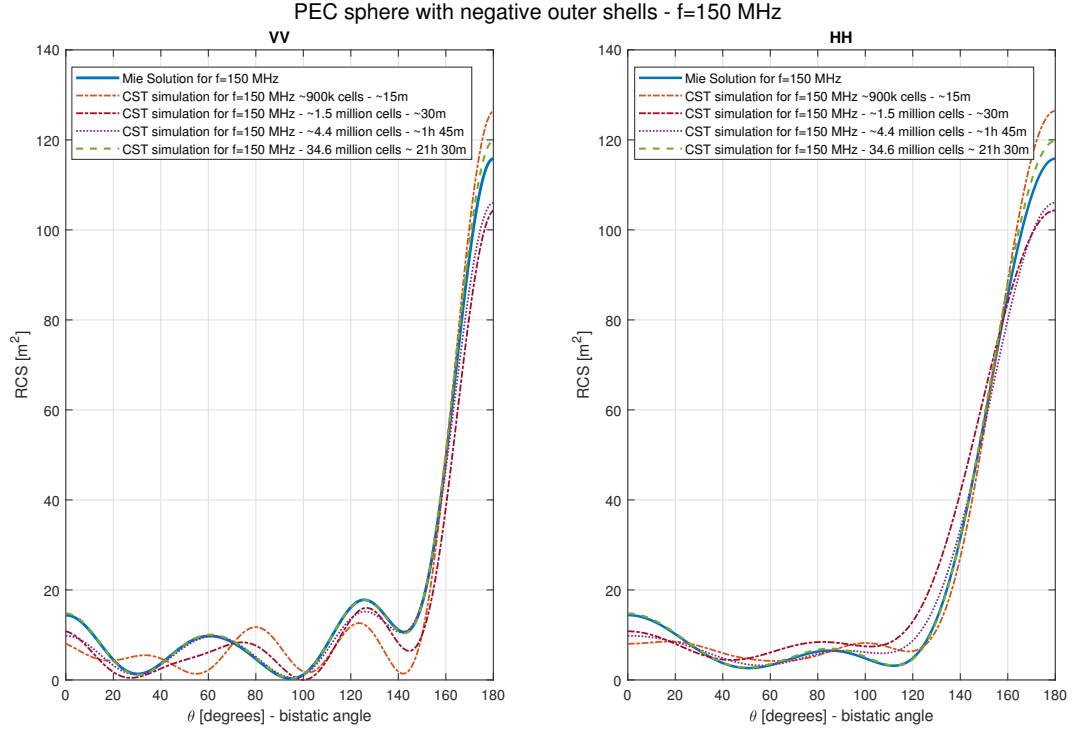 PEC sphere with negative outer shells - f=150 MHz
VV
140
120
100
80
60
40
20
0
RCS [m²]
Mie Solution for f=150 MHz
CST simulation for f=150 MHz ~900k cells - ~15m
CST simulation for f=150 MHz - ~1.5 million cells - ~30m
CST simulation for f=150 MHz - ~4.4 million cells - ~1h 45m
CST simulation for f=150 MHz - 34.6 million cells ~ 21h 30m
0 20 40 60 80 100 120 140 160 180
θ [degrees] - bistatic angle
HH
140
120
100
80
60
40
20
0
RCS [m²]
Mie Solution for f=150 MHz
CST simulation for f=150 MHz ~900k cells - ~15m
CST simulation for f=150 MHz - ~1.5 million cells - ~30m
CST simulation for f=150 MHz - ~4.4 million cells - ~1h 45m
CST simulation for f=150 MHz - 34.6 million cells ~ 21h 30m
0 20 40 60 80 100 120 140 160 180
θ [degrees] - bistatic angle